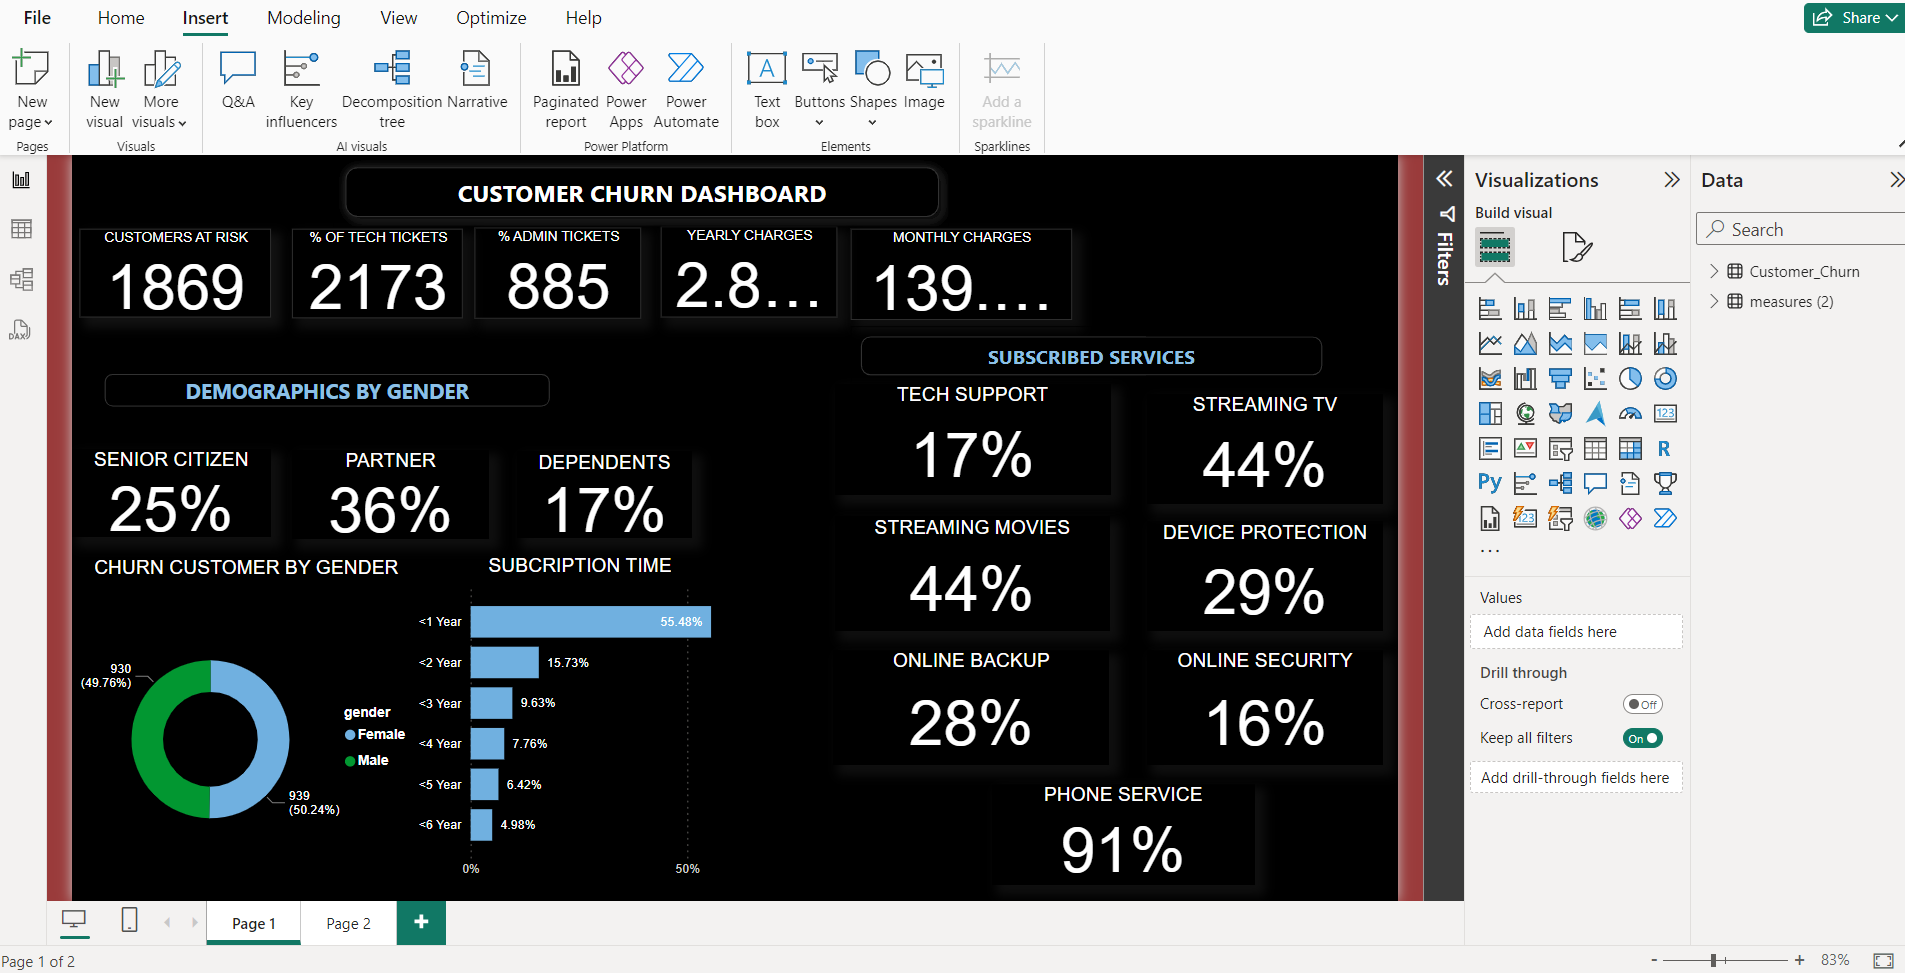 File Home Insert Modeling View Optimize Help
Share
New page
New visual
More visuals
Q&A
Key influencers
Decomposition tree
Narrative
Paginated report
Power Apps
Power Automate
Text box
Buttons
Shapes
Image
Add a sparkline
Pages
Visuals
AI visuals
Power Platform
Elements
Sparklines
DAX
CUSTOMER CHURN DASHBOARD
CUSTOMERS AT RISK
1869
% OF TECH TICKETS
2173
% ADMIN TICKETS
885
YEARLY CHARGES
2.8...
MONTHLY CHARGES
139....
DEMOGRAPHICS BY GENDER
SENIOR CITIZEN
25%
PARTNER
36%
DEPENDENTS
17%
CHURN CUSTOMER BY GENDER
930
(49.76%)
939
(50.24%)
gender
Female
Male
SUBCRIPTION TIME
<1 Year 55.48%
<2 Year 15.73%
<3 Year 9.63%
<4 Year 7.76%
<5 Year 6.42%
<6 Year 4.98%
0% 50%
SUBSCRIBED SERVICES
TECH SUPPORT
17%
STREAMING TV
44%
STREAMING MOVIES
44%
DEVICE PROTECTION
29%
ONLINE BACKUP
28%
ONLINE SECURITY
16%
PHONE SERVICE
91%
Filters
Visualizations
Build visual
123
R
Py
123
...
Values
Add data fields here
Drill through
Cross-report
Off
Keep all filters
On
Add drill-through fields here
Data
Search
Customer_Churn
measures (2)
Page 1
Page 2
+
Page 1 of 2
- + 83%